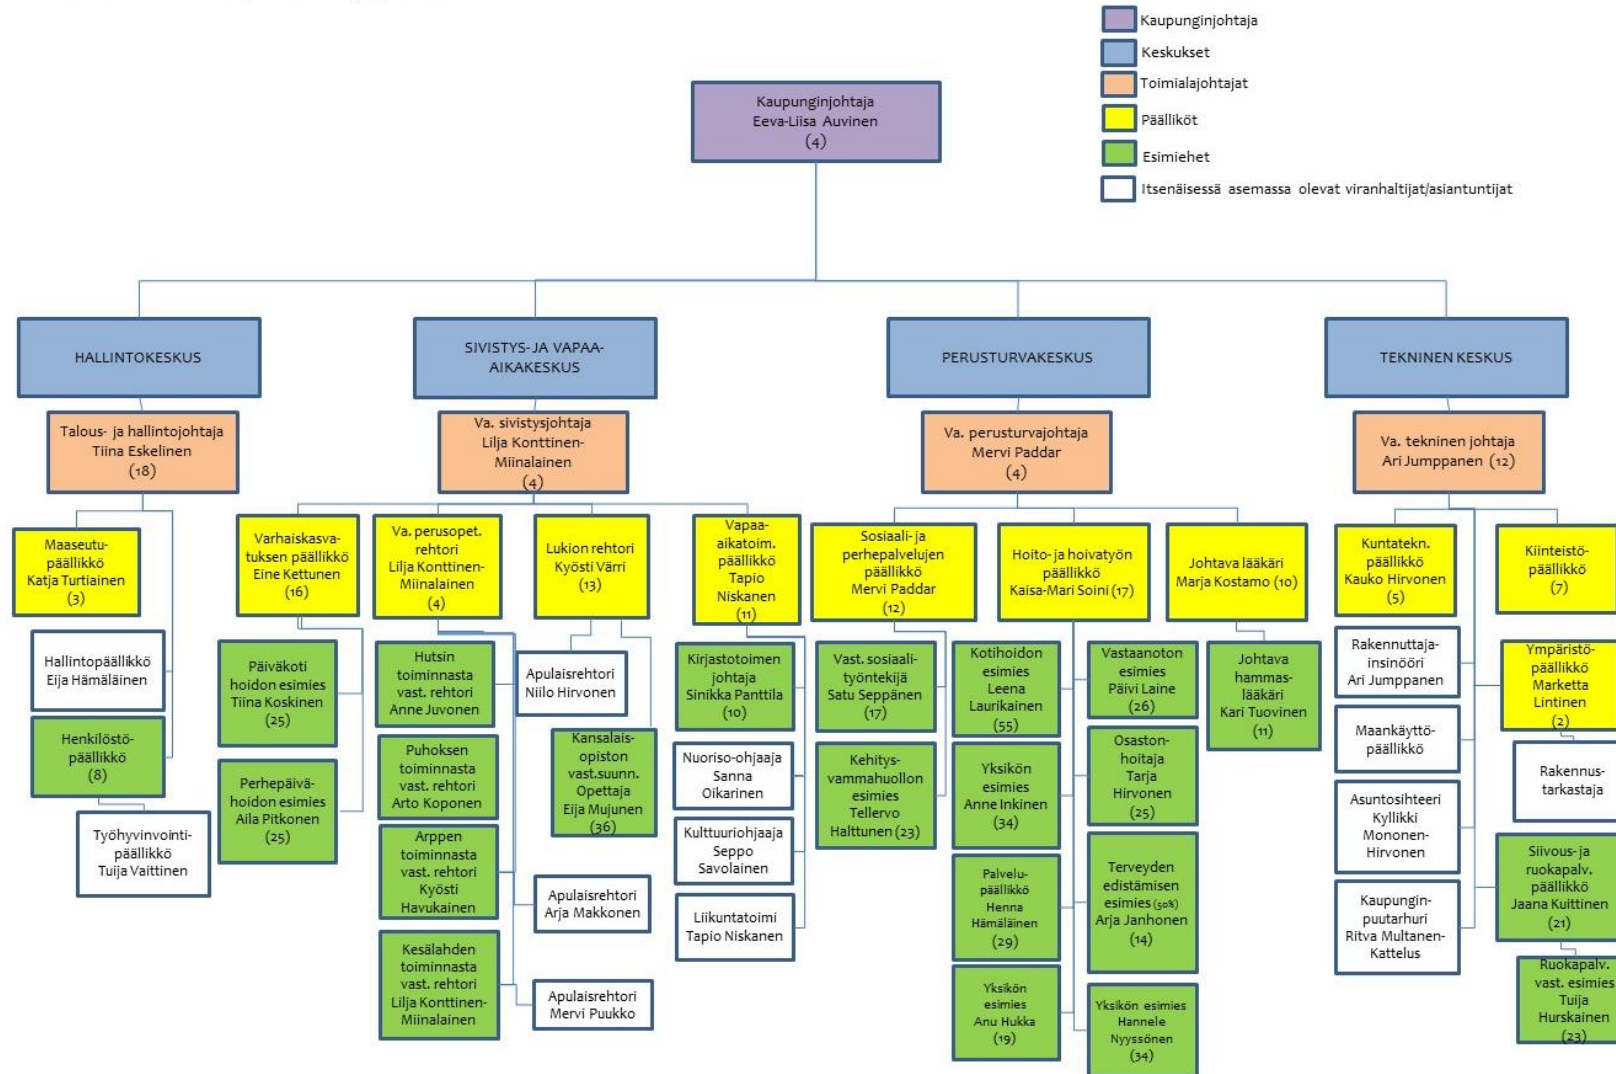 Kaupunginjohtaja
Keskukset
Toimialajohtajat
Päälliköt
Esimiehet
Itsenäisessä asemassa olevat viranhaltijat/asiantuntijat
Kaupunginjohtaja
Eeva-Liisa Auvinen
(4)
HALLINTOKESKUS
SIVISTYS- JA VAPAA-
AIKAKESKUS
PERUSTURVAKESKUS
TEKNINEN KESKUS
Talous- ja hallintojohtaja
Tiina Eskelinen
(18)
Va. sivistysjohtaja
Lilja Konttinen-
Miinalainen
(4)
Va. perusturvajohtaja
Mervi Paddar
(4)
Va. tekninen johtaja
Ari Jumppanen (12)
Maaseutu-
päällikkö
Katja Turtiainen
(3)
Hallintopäällikkö
Eija Hämäläinen
Henkilöstö-
päällikkö
(8)
Työhyvinvointi-
päällikkö
Tuija Vaittinen
Varhaiskasva-
tuksen päällikkö
Eine Kettunen
(16)
Päiväkoti
hoidon esimies
Tiina Koskinen
(25)
Perhepäivä-
hoidon esimies
Aila Pitkonen
(25)
Va. perusopet.
rehtori
Lilja Konttinen-
Miinalainen
(4)
Hutsin
toiminnasta
vast. rehtori
Anne Juvonen
Puhoksen
toiminnasta
vast. rehtori
Arto Koponen
Arppen
toiminnasta
vast. rehtori
Kyösti
Havukainen
Kesälahden
toiminnasta
vast. rehtori
Lilja Konttinen-
Miinalainen
Lukion rehtori
Kyösti Värri
(13)
Apulaisrehtori
Niilo Hirvonen
Kansalais-
opiston
vast.suunn.
Opettaja
Eija Mujunen
(36)
Apulaisrehtori
Arja Makkonen
Apulaisrehtori
Mervi Puukko
Vapaa-
aikatoim.
päällikkö
Tapio
Niskanen
(11)
Kirjastotoimen
johtaja
Sinikka Panttila
(10)
Nuoriso-ohjaaja
Sanna
Oikarinen
Kulttuuriohjaaja
Seppo
Savolainen
Liikuntatoimi
Tapio Niskanen
Sosiaali- ja
perhepalvelujen
päällikkö
Mervi Paddar
(12)
Vast. sosiaali-
työntekijä
Satu Seppänen
(17)
Kehitys-
vammahuollon
esimies
Tellervo
Halttunen (23)
Hoito- ja hoivatyön
päällikkö
Kaisa-Mari Soini (17)
Kotihoidon
esimies
Leena
Laurikainen
(55)
Yksikön
esimies
Anne Inkinen
(34)
Palvelu-
päällikkö
Henna
Hämäläinen
(29)
Yksikön
esimies
Anu Hukka
(19)
Vastaanoton
esimies
Päivi Laine
(26)
Osaston-
hoitaja
Tarja
Hirvonen
(25)
Terveyden
edistämisen
esimies (50%)
Arja Janhonen
(14)
Yksikön esimies
Hannele
Nyyssönen
(34)
Johtava lääkäri
Marja Kostamo (10)
Johtava
hammas-
lääkäri
Kari Tuovinen
(11)
Kuntatekn.
päällikkö
Kauko Hirvonen
(5)
Rakennuttaja-
insinööri
Ari Jumppanen
Maankäyttö-
päällikkö
Asuntosihteeri
Kyllikki
Mononen-
Hirvonen
Kaupungin-
puutarhuri
Ritva Multanen-
Kattelus
Kiinteistö-
päällikkö
(7)
Ympäristö-
päällikkö
Marketta
Lintinen
(2)
Rakennus-
tarkastaja
Siivous- ja
ruokapalv.
päällikkö
Jaana Kuittinen
(21)
Ruokapalv.
vast. esimies
Tuija
Hurskainen
(23)